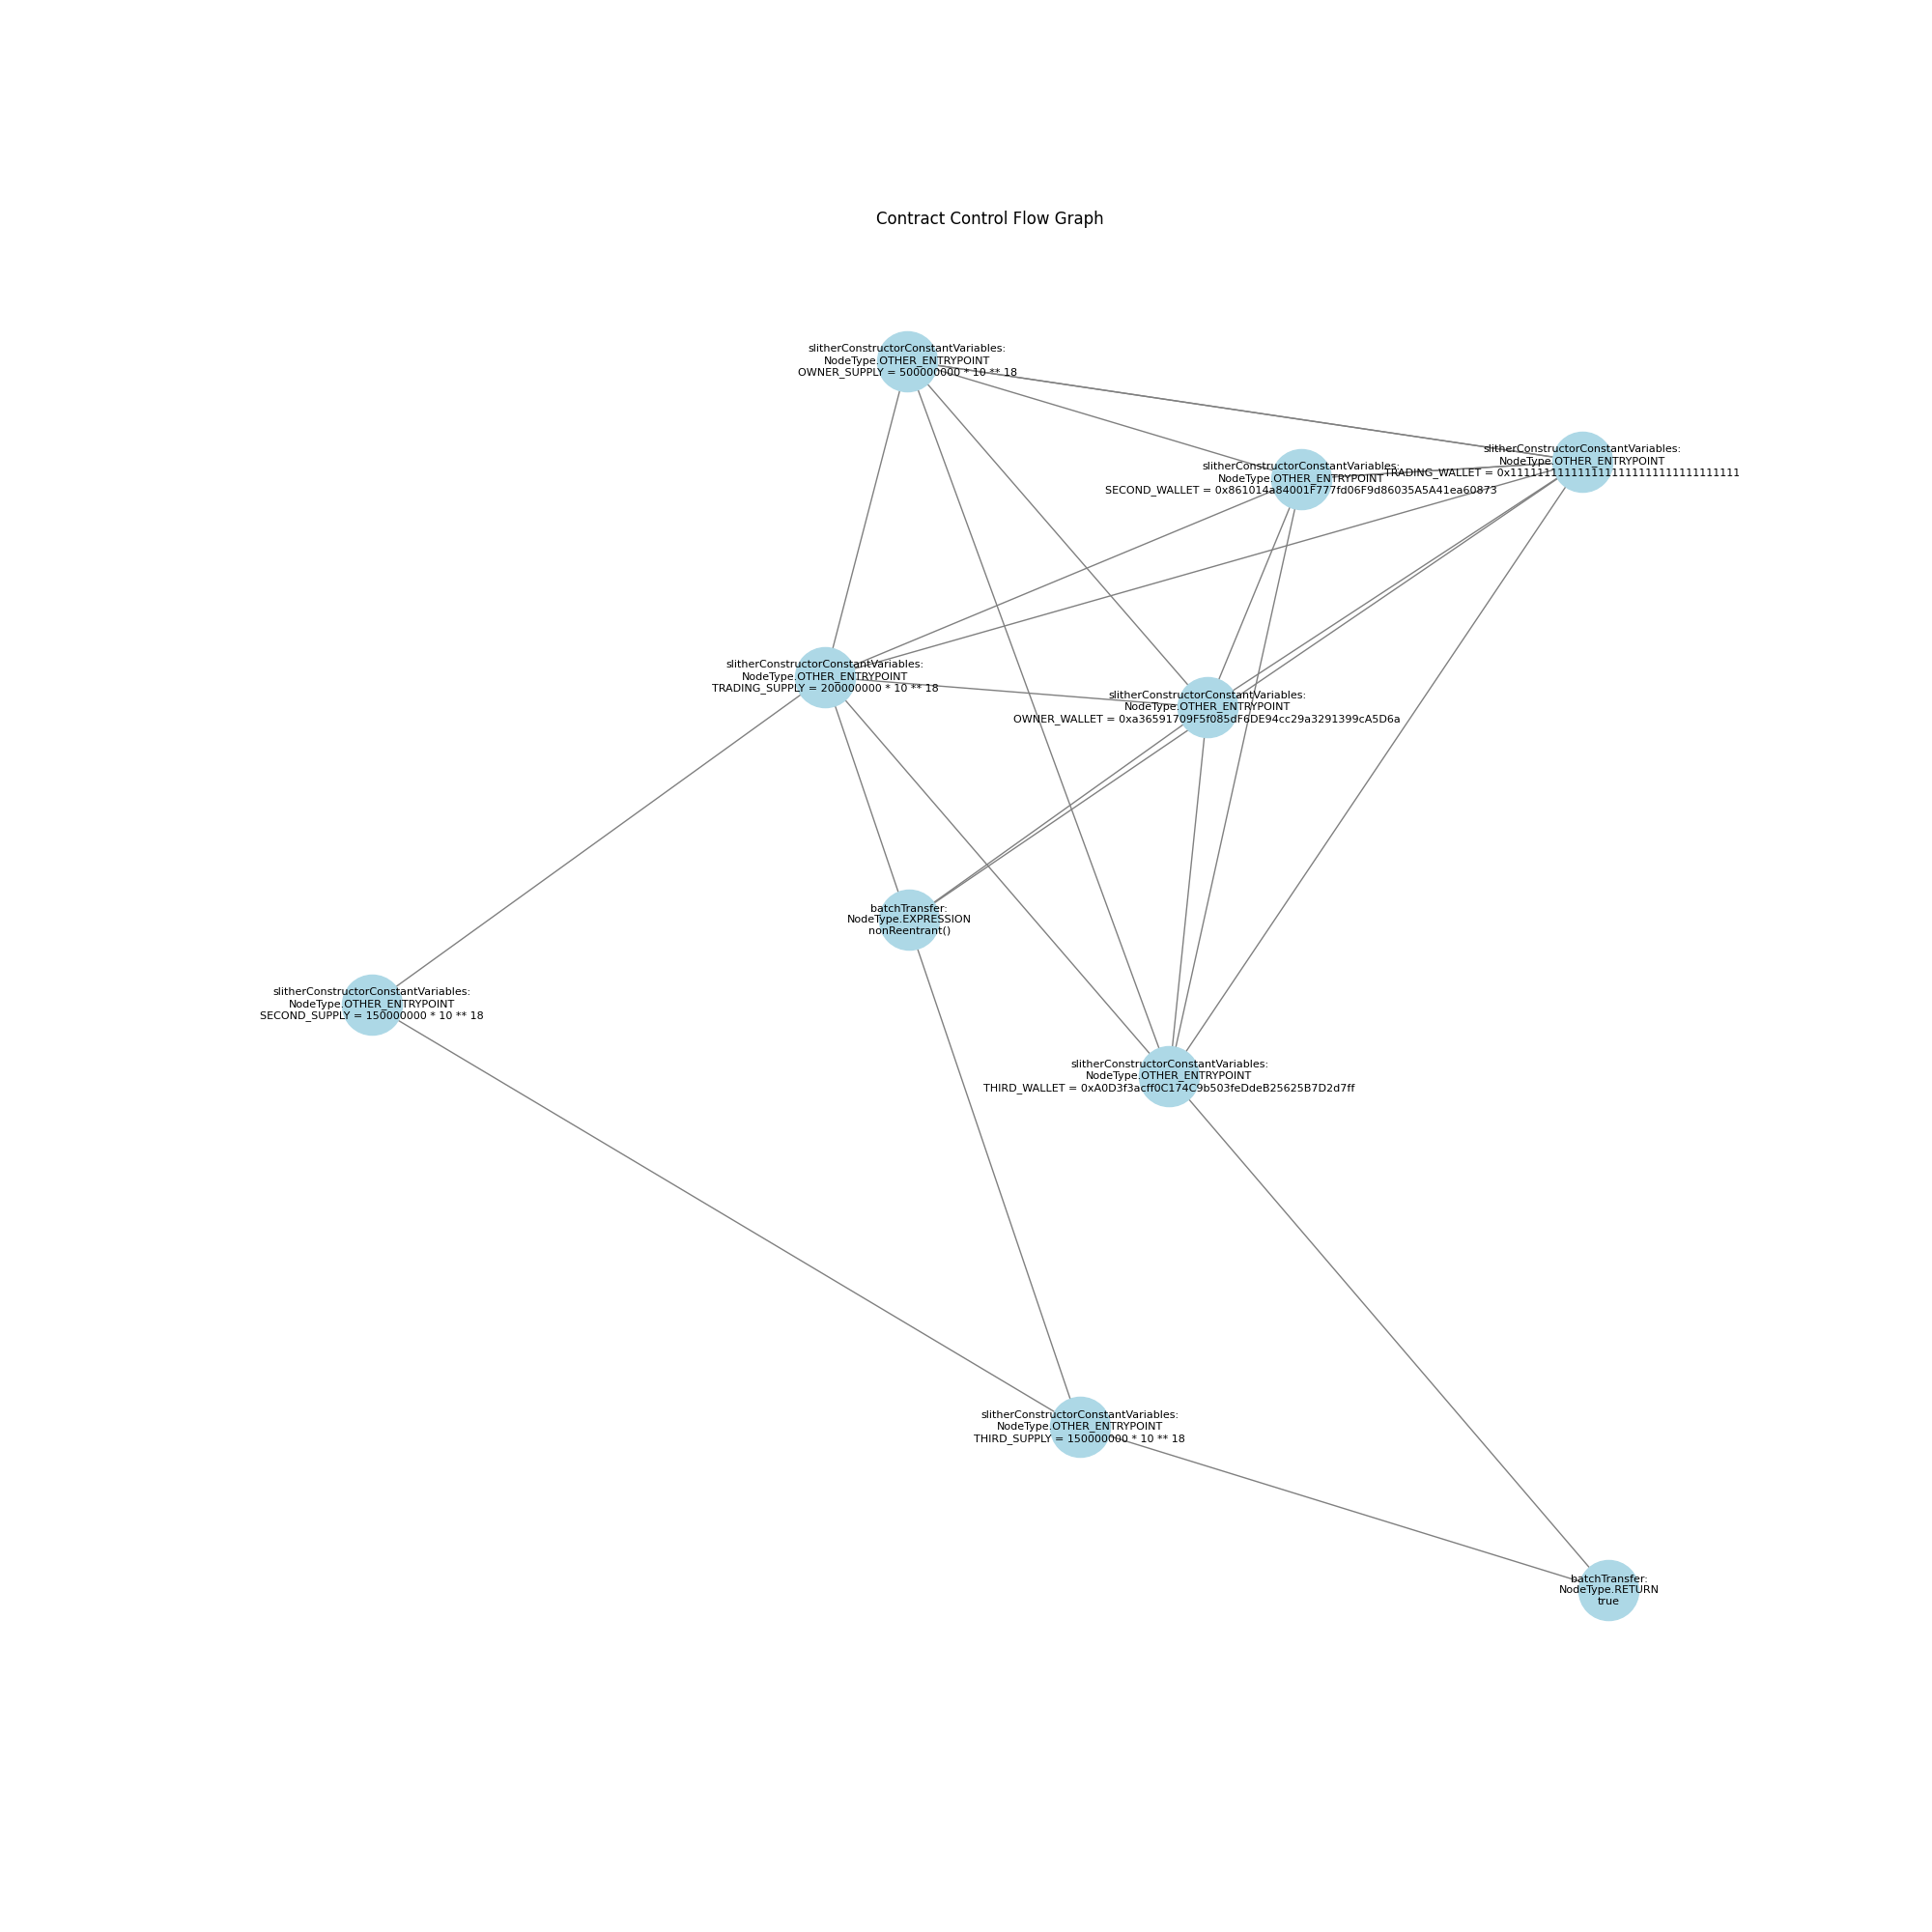 Contract Control Flow Graph
slitherConstructorConstantVariables:
NodeType.OTHER_ENTRYPOINT
OWNER_SUPPLY = 500000000 * 10 ** 18
slitherConstructorConstantVariables:
NodeType.OTHER_ENTRYPOINT
TRADING_WALLET = 0x1111111111111111111111111111111111111111
slitherConstructorConstantVariables:
NodeType.OTHER_ENTRYPOINT
SECOND_WALLET = 0x861014a84001F777fd06F9d86035A5A41ea60873
slitherConstructorConstantVariables:
NodeType.OTHER_ENTRYPOINT
TRADING_SUPPLY = 200000000 * 10 ** 18
slitherConstructorConstantVariables:
NodeType.OTHER_ENTRYPOINT
OWNER_WALLET = 0xa36591709F5f085dF6DE94cc29a3291399cA5D6a
batchTransfer:
NodeType.EXPRESSION
nonReentrant()
slitherConstructorConstantVariables:
NodeType.OTHER_ENTRYPOINT
SECOND_SUPPLY = 150000000 * 10 ** 18
slitherConstructorConstantVariables:
NodeType.OTHER_ENTRYPOINT
THIRD_WALLET = 0xA0D3f3acff0C174C9b503feDdeB25625B7D2d7ff
slitherConstructorConstantVariables:
NodeType.OTHER_ENTRYPOINT
THIRD_SUPPLY = 150000000 * 10 ** 18
batchTransfer:
NodeType.RETURN
true